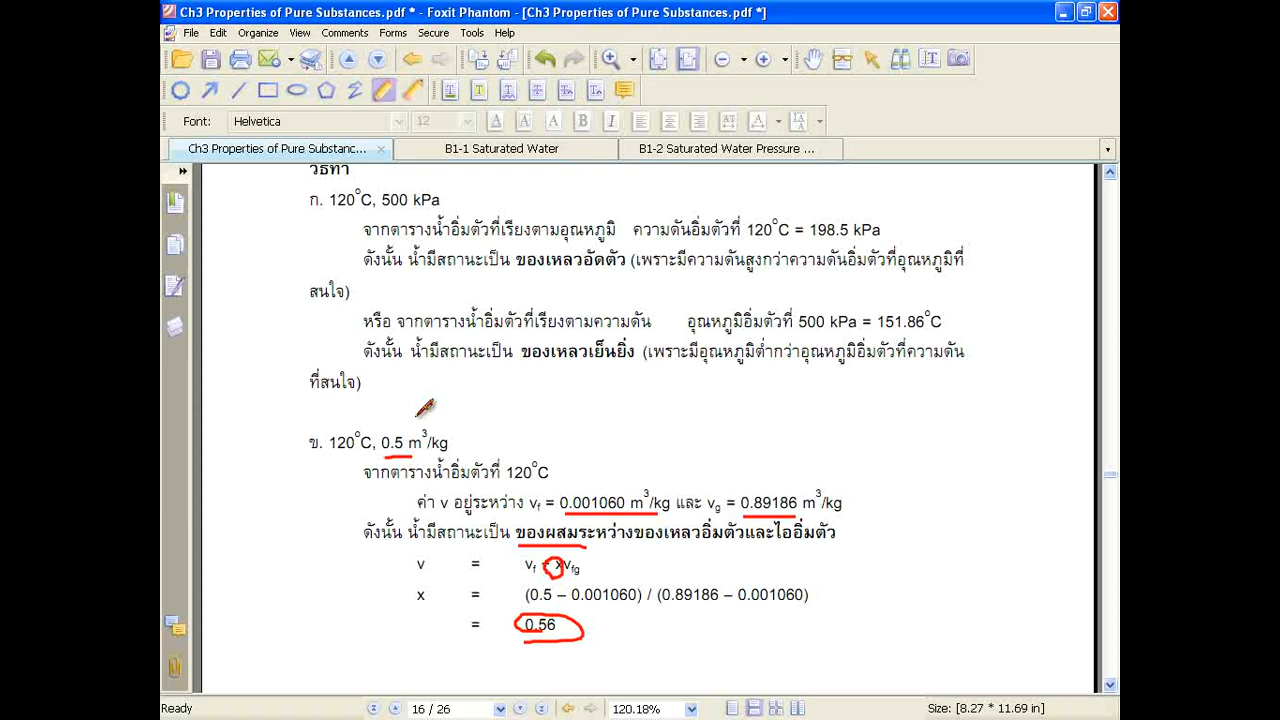 Ch3 Properties of Pure Substances.pdf * - Foxit Phantom - [Ch3 Properties of Pure Substances.pdf *]
File Edit Organize View Comments Forms Secure Tools Help
Font: Helvetica 12
Ch3 Properties of Pure Substanc... B1-1 Saturated Water B1-2 Saturated Water Pressure ...
วิธีทำ
ก. 120°C, 500 kPa
จากตารางน้ำอิ่มตัวที่เรียงตามอุณหภูมิ ความดันอิ่มตัวที่ 120°C = 198.5 kPa
ดังนั้น น้ำมีสถานะเป็น ของเหลวอัดตัว (เพราะมีความดันสูงกว่าความดันอิ่มตัวที่อุณหภูมิที่
สนใจ)
หรือ จากตารางน้ำอิ่มตัวที่เรียงตามความดัน อุณหภูมิอิ่มตัวที่ 500 kPa = 151.86°C
ดังนั้น น้ำมีสถานะเป็น ของเหลวเย็นยิ่ง (เพราะมีอุณหภูมิต่ำกว่าอุณหภูมิอิ่มตัวที่ความดัน
ที่สนใจ)
ข. 120°C, 0.5 m³/kg
จากตารางน้ำอิ่มตัวที่ 120°C
ค่า v อยู่ระหว่าง vf = 0.001060 m³/kg และ vg = 0.89186 m³/kg
ดังนั้น น้ำมีสถานะเป็น ของผสมระหว่างของเหลวอิ่มตัวและไออิ่มตัว
v = vf + xvfg
x = (0.5 – 0.001060) / (0.89186 – 0.001060)
= 0.56
Ready 16 / 26 120.18% Size: [8.27 * 11.69 in]